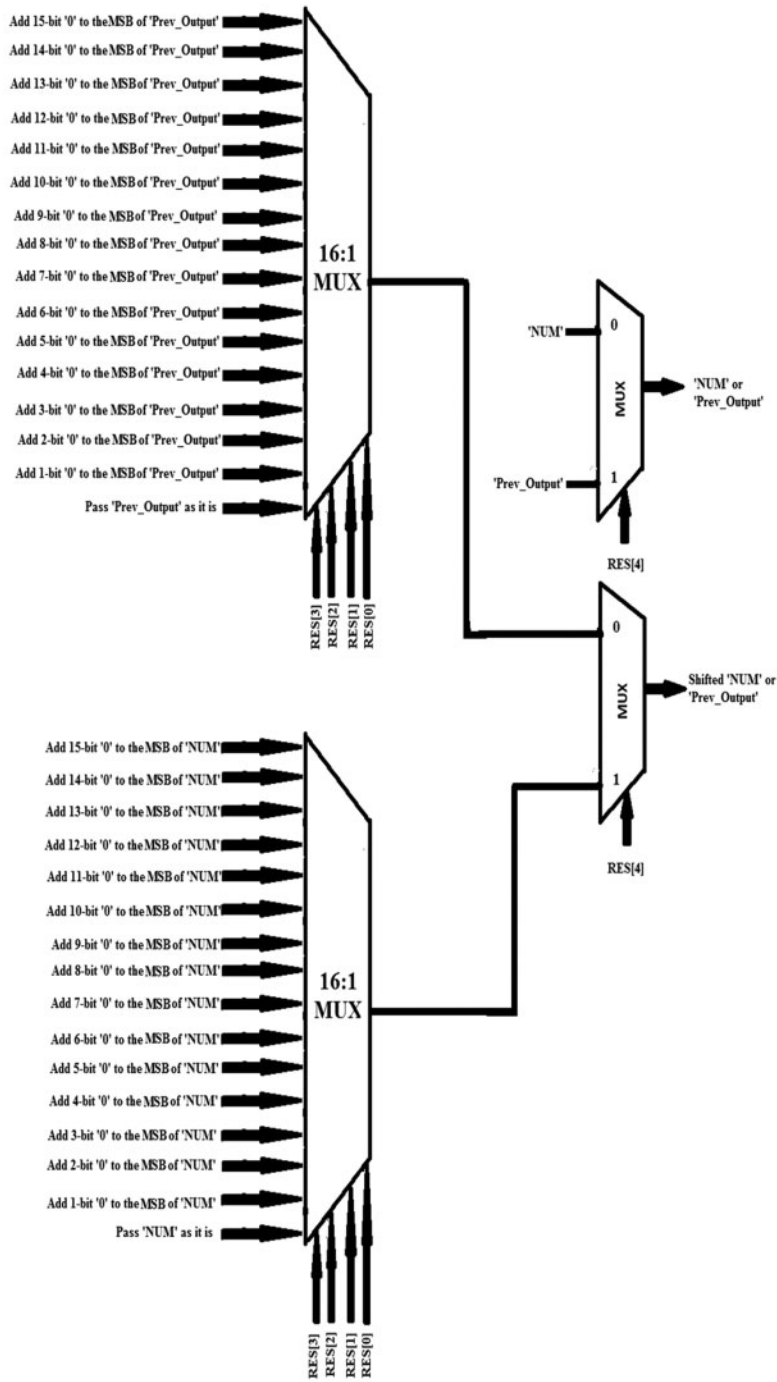 Add 15-bit '0' to the MSB of 'Prev_Output'
Add 14-bit '0' to the MSB of 'Prev_Output'
Add 13-bit '0' to the MSB of 'Prev_Output'
Add 12-bit '0' to the MSB of 'Prev_Output'
Add 11-bit '0' to the MSB of 'Prev_Output'
Add 10-bit '0' to the MSB of 'Prev_Output'
Add 9-bit '0' to the MSB of 'Prev_Output'
Add 8-bit '0' to the MSB of 'Prev_Output'
Add 7-bit '0' to the MSB of 'Prev_Output'
Add 6-bit '0' to the MSB of 'Prev_Output'
Add 5-bit '0' to the MSB of 'Prev_Output'
Add 4-bit '0' to the MSB of 'Prev_Output'
Add 3-bit '0' to the MSB of 'Prev_Output'
Add 2-bit '0' to the MSB of 'Prev_Output'
Add 1-bit '0' to the MSB of 'Prev_Output'
Pass 'Prev_Output' as it is
16:1
MUX
RES[3]
RES[2]
RES[1]
RES[0]
'NUM'
0
MUX
'Prev_Output'
1
RES[4]
'NUM' or
'Prev_Output'
0
MUX
1
RES[4]
Shifted 'NUM' or
'Prev_Output'
Add 15-bit '0' to the MSB of 'NUM'
Add 14-bit '0' to the MSB of 'NUM'
Add 13-bit '0' to the MSB of 'NUM'
Add 12-bit '0' to the MSB of 'NUM'
Add 11-bit '0' to the MSB of 'NUM'
Add 10-bit '0' to the MSB of 'NUM'
Add 9-bit '0' to the MSB of 'NUM'
Add 8-bit '0' to the MSB of 'NUM'
Add 7-bit '0' to the MSB of 'NUM'
Add 6-bit '0' to the MSB of 'NUM'
Add 5-bit '0' to the MSB of 'NUM'
Add 4-bit '0' to the MSB of 'NUM'
Add 3-bit '0' to the MSB of 'NUM'
Add 2-bit '0' to the MSB of 'NUM'
Add 1-bit '0' to the MSB of 'NUM'
Pass 'NUM' as it is
16:1
MUX
RES[3]
RES[2]
RES[1]
RES[0]